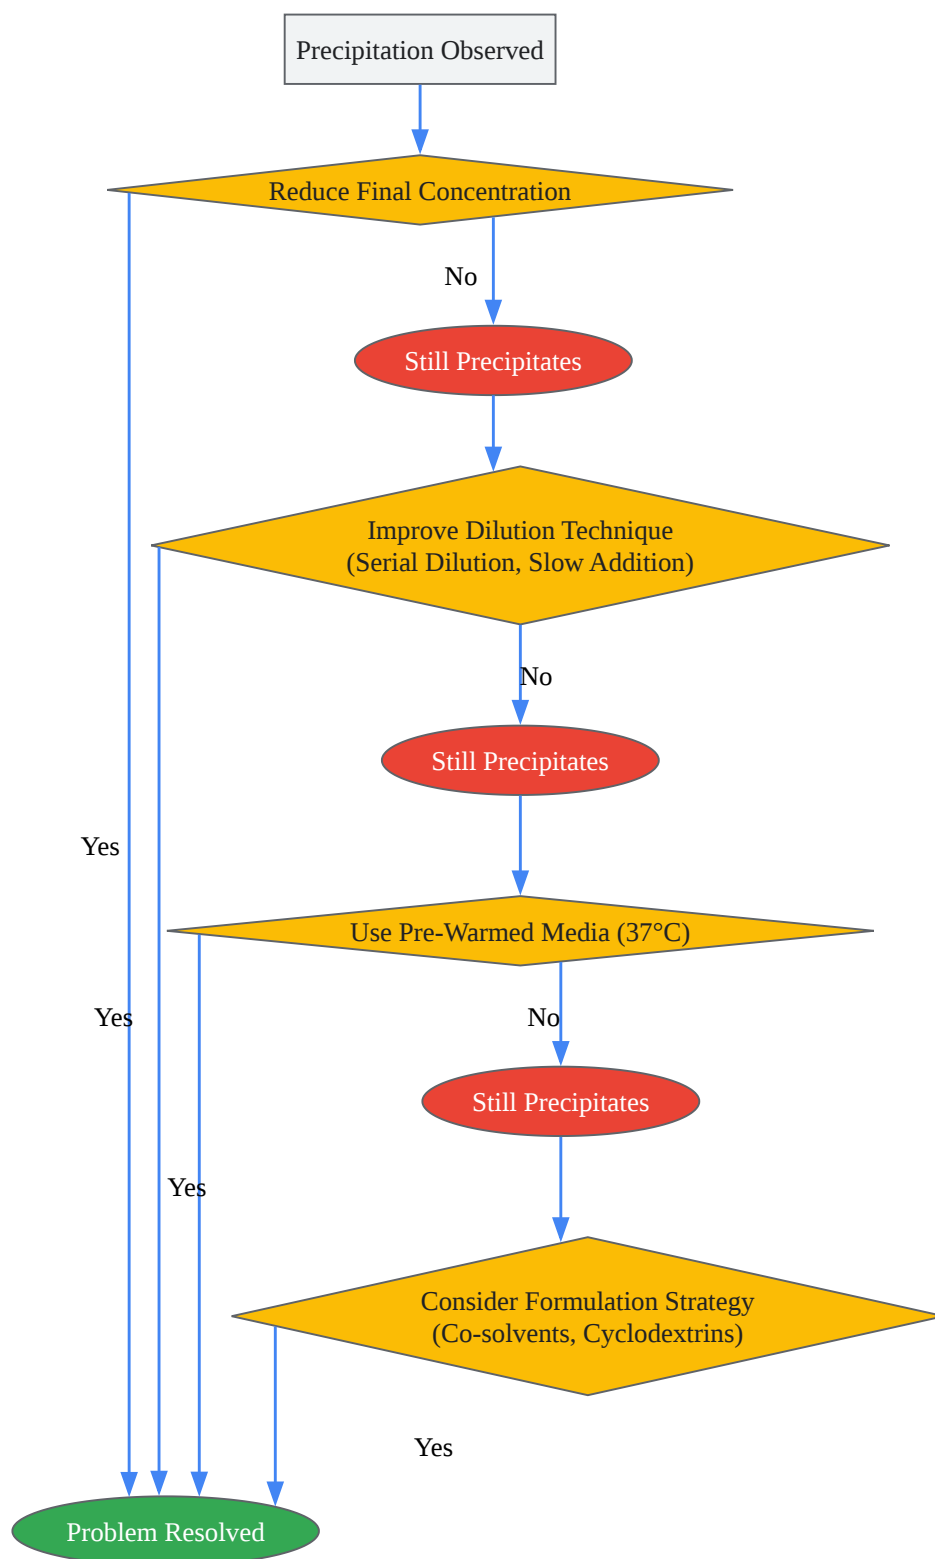 Precipitation Observed
Reduce Final Concentration
No
Still Precipitates
Improve Dilution Technique
(Serial Dilution, Slow Addition)
No
Still Precipitates
Yes
Use Pre-Warmed Media (37°C)
Yes
No
Still Precipitates
Yes
Consider Formulation Strategy
(Co-solvents, Cyclodextrins)
Yes
Problem Resolved